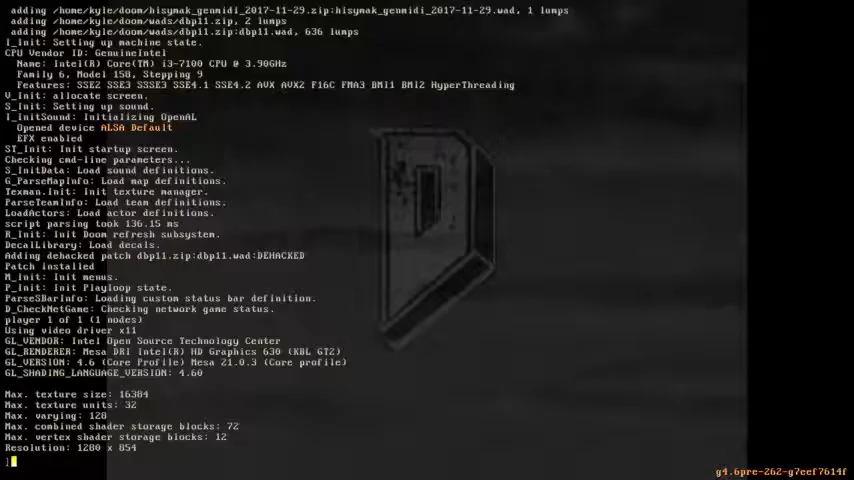 adding /home/kyle/doom/hisymak_genmidi_2017-11-29.zip:hisymak_genmidi_2017-11-29.wad, 1 lumps
adding /home/kyle/doom/wads/dbp11.zip, 2 lumps
adding /home/kyle/doom/wads/dbp11.zip:dbp11.wad, 636 lumps
I_Init: Setting up machine state.
CPU Vendor ID: GenuineIntel
Name: Intel(R) Core(TM) i3-7100 CPU @ 3.90GHz
Family 6, Model 158, Stepping 9
Features: SSE2 SSE3 SSSE3 SSE4.1 SSE4.2 AVX AVX2 F16C FMA3 BMI1 BMI2 HyperThreading
V_Init: allocate screen.
S_Init: Setting up sound.
I_InitSound: Initializing OpenAL
Opened device ALSA Default
EFX enabled
ST_Init: Init startup screen.
Checking cmd-line parameters...
S_InitData: Load sound definitions.
G_ParseMapInfo: Load map definitions.
Texman.Init: Init texture manager.
ParseTeamInfo: Load team definitions.
LoadActors: Load actor definitions.
script parsing took 136.15 ms
R_Init: Init Doom refresh subsystem.
DecalLibrary: Load decals.
Adding dehacked patch dbp11.zip:dbp11.wad:DEHACKED
Patch installed
M_Init: Init menus.
P_Init: Init Playloop state.
ParseSBarInfo: Loading custom status bar definition.
D_CheckNetGame: Checking network game status.
player 1 of 1 (1 nodes)
Using video driver x11
GL_VENDOR: Intel Open Source Technology Center
GL_RENDERER: Mesa DRI Intel(R) HD Graphics 630 (KBL GT2)
GL_VERSION: 4.6 (Core Profile) Mesa 21.0.3 (Core profile)
GL_SHADING_LANGUAGE_VERSION: 4.60
Max. texture size: 16384
Max. texture units: 32
Max. varying: 128
Max. combined shader storage blocks: 72
Max. vertex shader storage blocks: 12
Resolution: 1280 x 854
]
g4.6pre-262-g7eef7614f